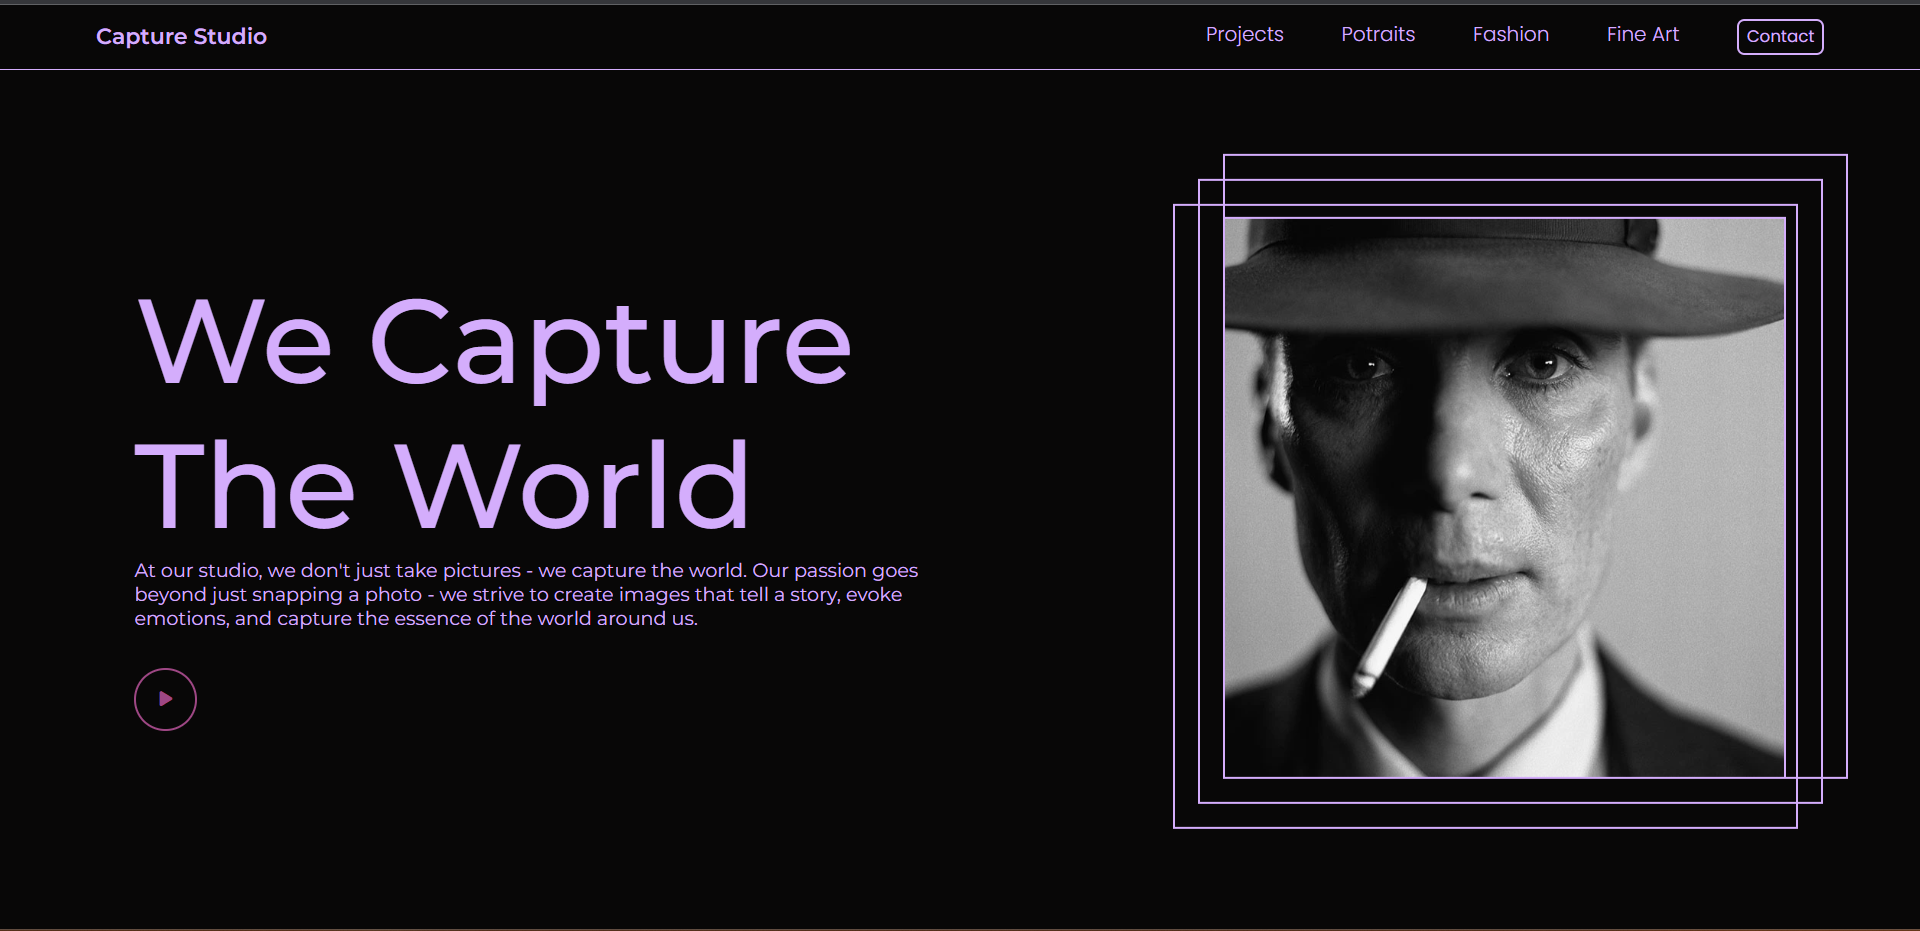 Capture Studio
Projects
Potraits
Fashion
Fine Art
Contact
We Capture
The World
At our studio, we don't just take pictures - we capture the world. Our passion goes
beyond just snapping a photo - we strive to create images that tell a story, evoke
emotions, and capture the essence of the world around us.